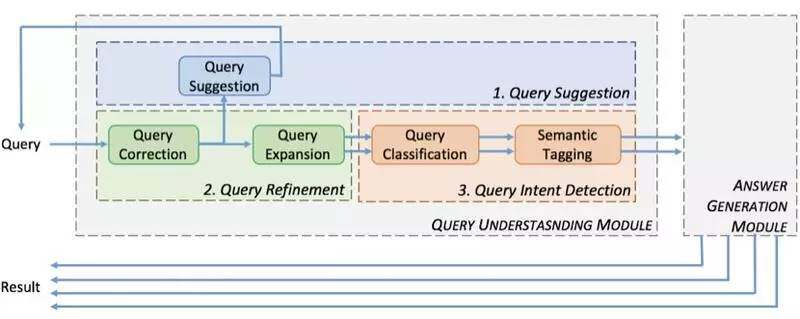 Query
Suggestion
1. Query Suggestion
Query
Query
Correction
Query
Expansion
Query
Classification
Semantic
Tagging
2. Query Refinement
3. Query Intent Detection
QUERY UNDERSTASNDING MODULE
ANSWER
GENERATION
MODULE
Result